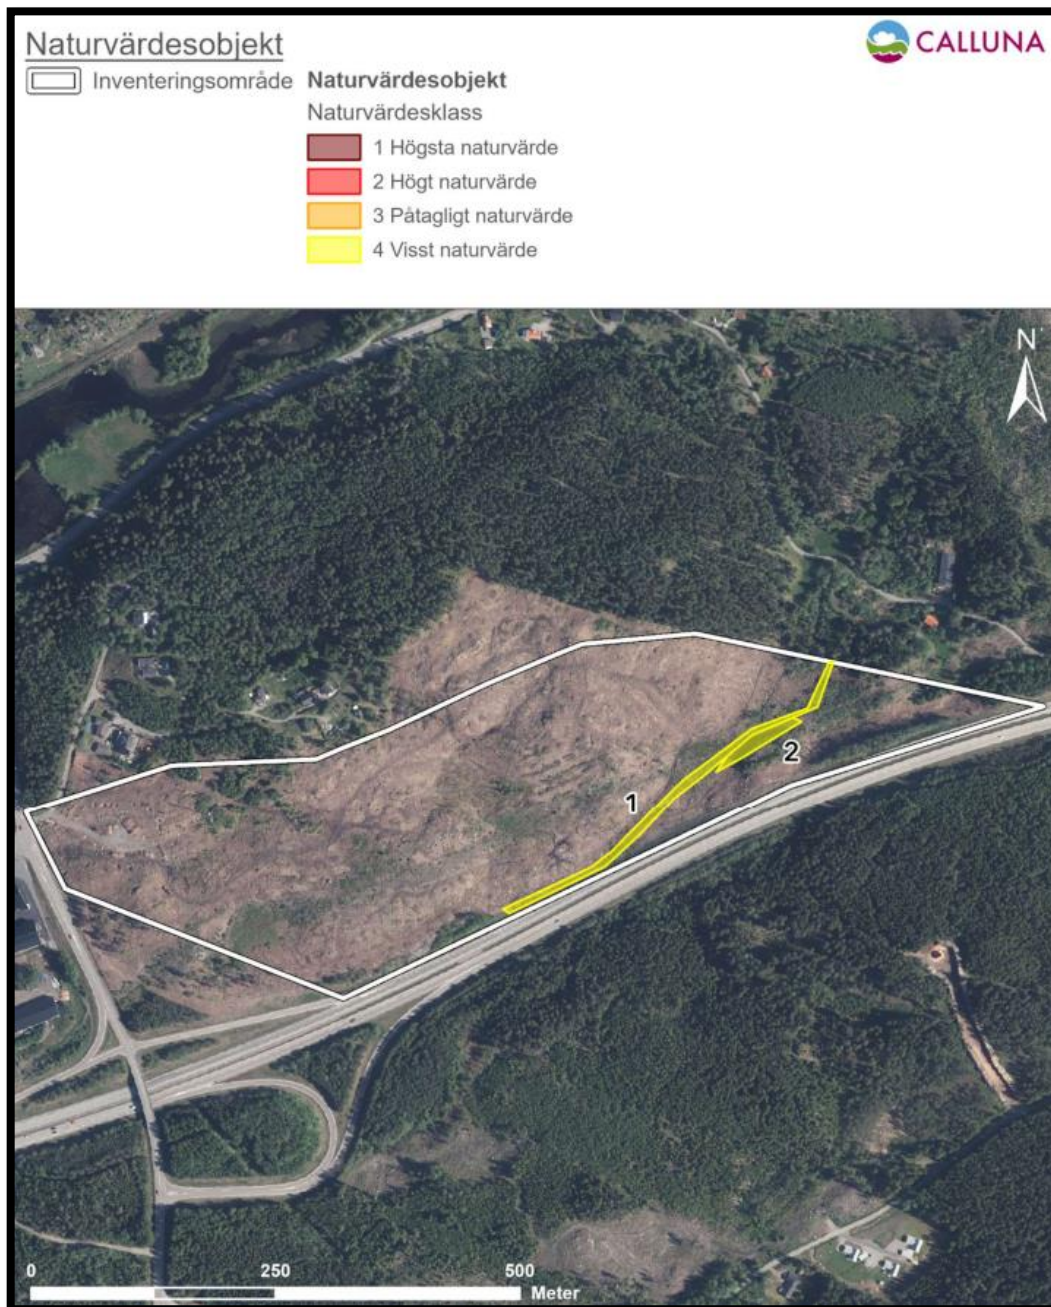 Naturvärdesobjekt
CALLUNA
Inventeringsområde
Naturvärdesobjekt
Naturvärdesklass
1 Högsta naturvärde
2 Högt naturvärde
3 Påtagligt naturvärde
4 Visst naturvärde
N
2
1
0 250 500
Meter